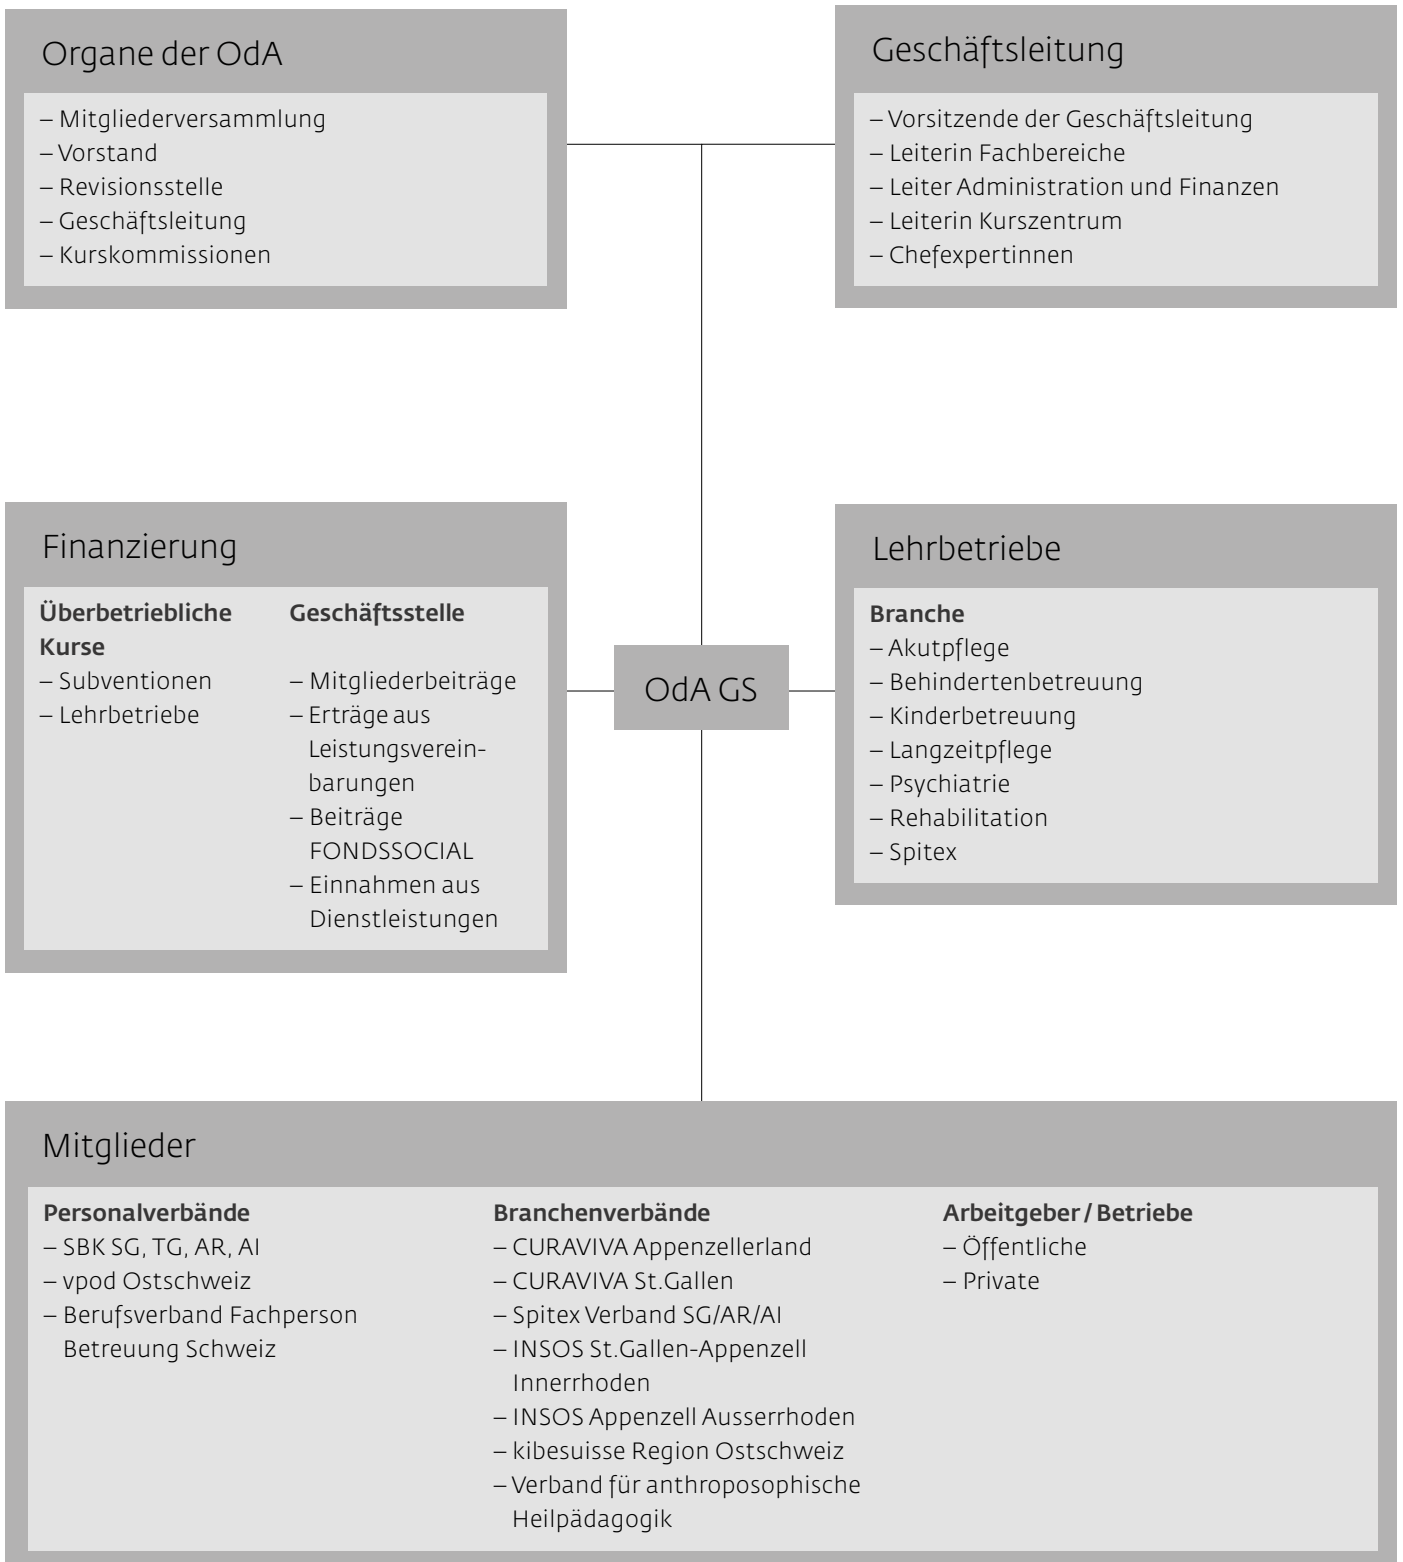 Organe der OdA
– Mitgliederversammlung
– Vorstand
– Revisionsstelle
– Geschäftsleitung
– Kurskommissionen
Geschäftsleitung
– Vorsitzende der Geschäftsleitung
– Leiterin Fachbereiche
– Leiter Administration und Finanzen
– Leiterin Kurszentrum
– Chefexpertinnen
Finanzierung
Überbetriebliche
Kurse
– Subventionen
– Lehrbetriebe
Geschäftsstelle
– Mitgliederbeiträge
– Erträge aus
Leistungsverein-
barungen
– Beiträge
FONDSSOCIAL
– Einnahmen aus
Dienstleistungen
OdA GS
Lehrbetriebe
Branche
– Akutpflege
– Behindertenbetreuung
– Kinderbetreuung
– Langzeitpflege
– Psychiatrie
– Rehabilitation
– Spitex
Mitglieder
Personalverbände
– SBK SG, TG, AR, AI
– vpod Ostschweiz
– Berufsverband Fachperson
Betreuung Schweiz
Branchenverbände
– CURAVIVA Appenzellerland
– CURAVIVA St.Gallen
– Spitex Verband SG/AR/AI
– INSOS St.Gallen-Appenzell
Innerrhoden
– INSOS Appenzell Ausserrhoden
– kibesuisse Region Ostschweiz
– Verband für anthroposophische
Heilpädagogik
Arbeitgeber / Betriebe
– Öffentliche
– Private